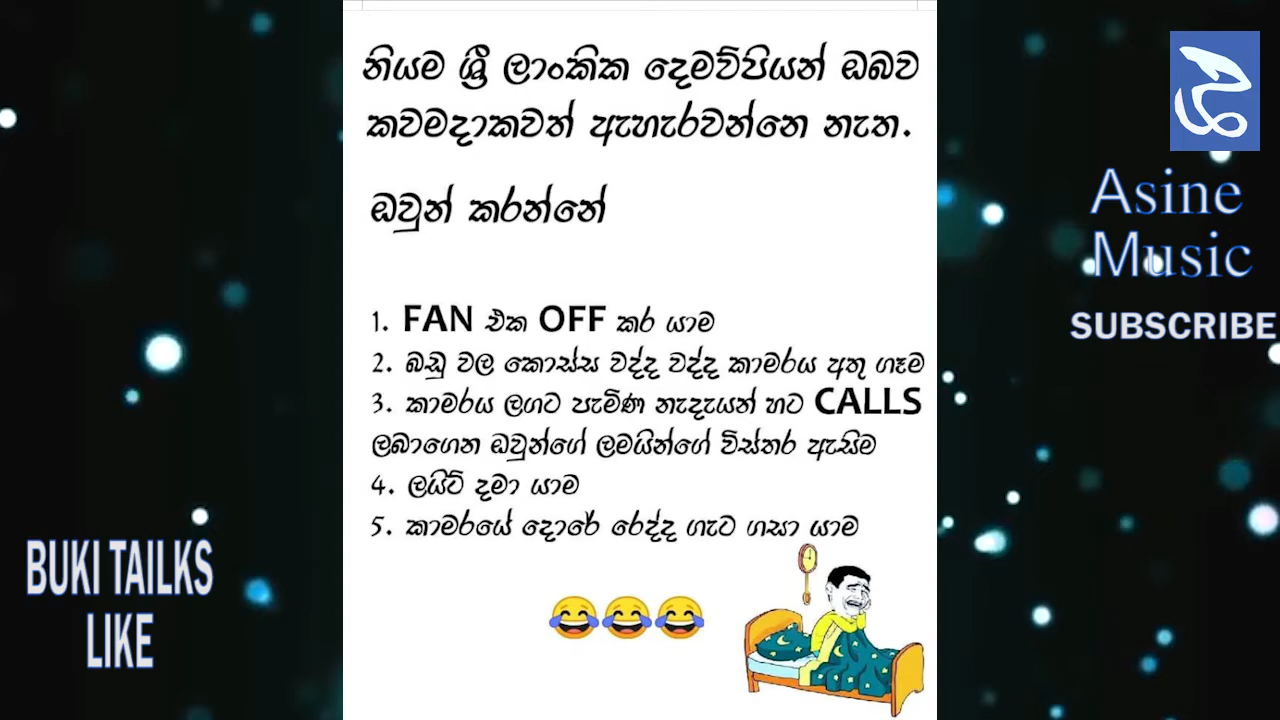 නියම ශ්‍රී ලාංකික දෙමව්පියන් ඔබව
කවමදාකවත් ඇහැරවන්නෙ නැත.
ඔවුන් කරන්නේ
1. FAN එක OFF කර යාම
2. බඩු වල කොස්ස වද්ද වද්ද කාමරය අතු ගෑම
3. කාමරය ලගට පැමිණ නැදෑයන් හට CALLS
ලබාගෙන ඔවුන්ගේ ලමයින්ගේ විස්තර ඇසිම
4. ලයිට් දමා යාම
5. කාමරයේ දොරේ රෙද්ද ගැට ගසා යාම
Asine
Music
SUBSCRIBE
BUKI TAILKS
LIKE